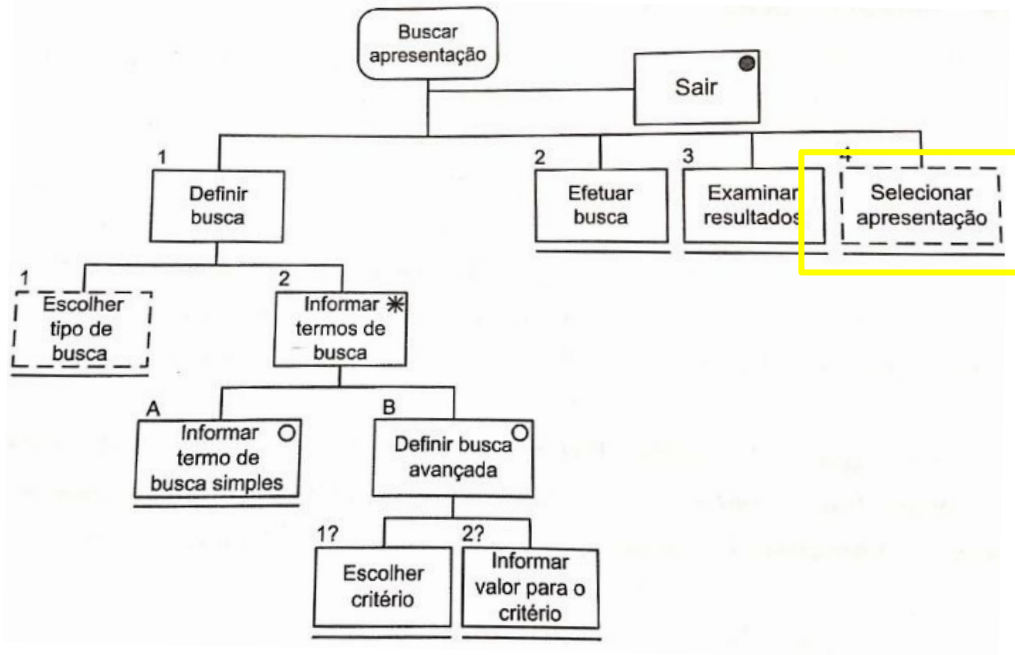 Buscar
apresentação
Sair
1
Definir
busca
2
Efetuar
busca
3
Examinar
resultados
4
Selecionar
apresentação
1
Escolher
tipo de
busca
2
Informar
termos de
busca
A
Informar
termo de
busca simples
B
Definir busca
avançada
1?
Escolher
critério
2?
Informar
valor para o
critério